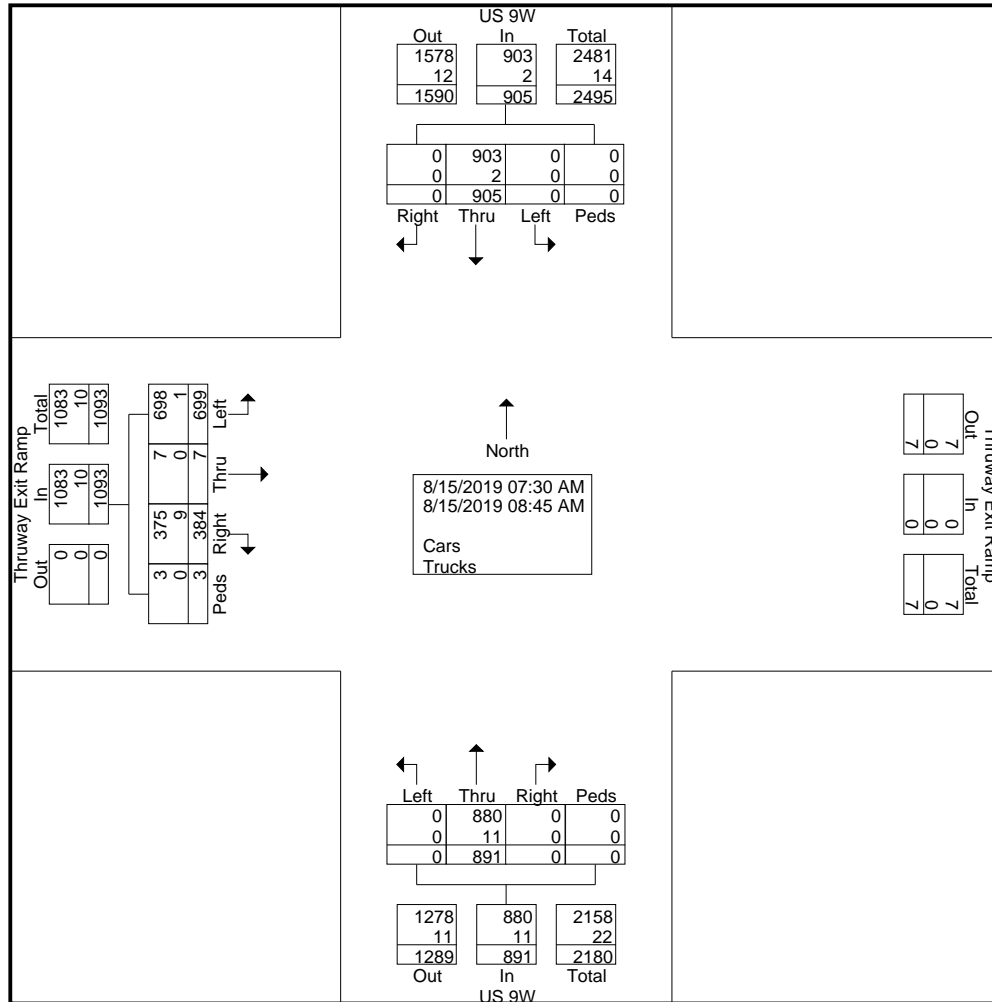 US 9W
Out In Total
1578 903 2481
12 2 14
1590 905 2495
0 903 0 0
0 2 0 0
0 905 0 0
Right Thru Left Peds
Thruway Exit Ramp
Total In Out
1083 1083 0
10 10 0
1093 1093 0
698 7 375 3
1 0 9 0
699 7 384 3
Left Thru Right Peds
North
8/15/2019 07:30 AM
8/15/2019 08:45 AM
Cars
Trucks
Thruway Exit Ramp
Out In Total
7 0 7
0 0 0
7 0 7
Left Thru Right Peds
0 880 0 0
0 11 0 0
0 891 0 0
1278 880 2158
11 11 22
1289 891 2180
Out In Total
US 9W